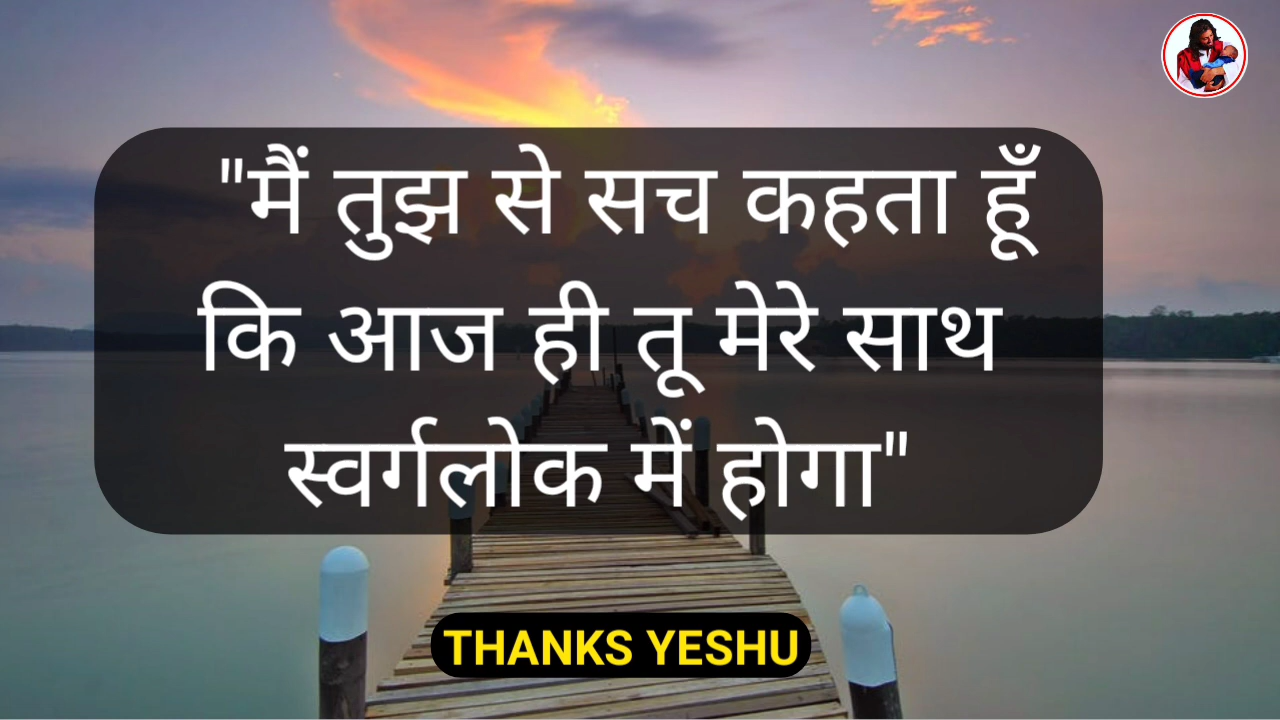 "मैं तुझ से सच कहता हूँ
कि आज ही तू मेरे साथ
स्वर्गलोक में होगा"
THANKS YESHU